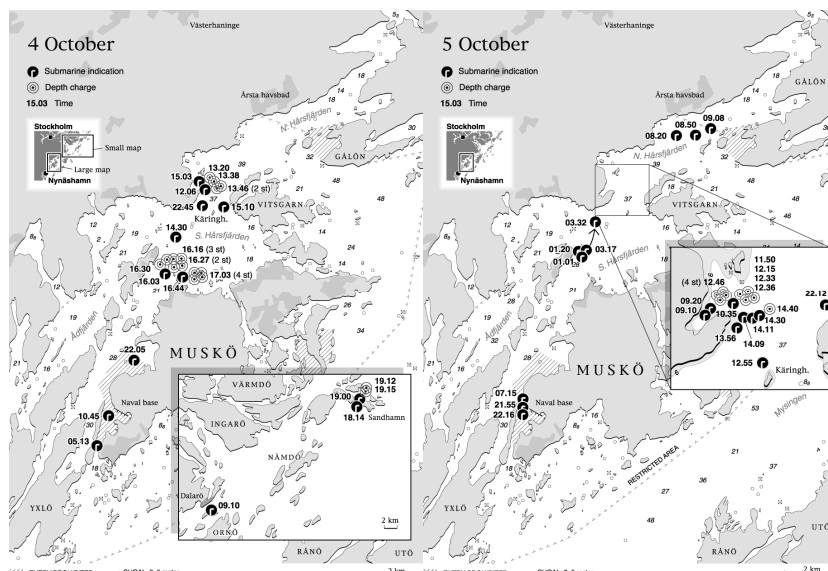 4 October
Submarine indication
Depth charge
15.03 Time
Stockholm
Small map
Large map
Nynäshamn
Västerhaninge
Årsta havsbad
N. Hårsfjärden
GÅLÖN
15.03
13.20
13.38
12.06
13.46 (2 st)
22.45
15.10
VITSGARN
Käringh.
14.30
S. Hårsfjärden
16.16 (3 st)
16.27 (2 st)
16.30
17.03 (4 st)
16.03
16.44
Ådfjärden
22.05
MUSKÖ
Naval base
10.45
05.13
YXLÖ
VÄRMDÖ
INGARÖ
NÄMDÖ
19.12
19.15
19.00
18.14
Sandhamn
Dalarö
09.10
ORNÖ
2 km
RÅNÖ
UTÖ
2 km
5 October
Submarine indication
Depth charge
15.03 Time
Stockholm
Small map
Large map
Nynäshamn
Västerhaninge
GÅLÖN
Årsta havsbad
08.20
08.50
09.08
N. Hårsfjärden
VITSGARN
03.32
01.20
03.17
01.01
S. Hårsfjärden
11.50
12.15
12.33
12.36
(4 st) 12.46
09.20
09.10
10.35
14.40
14.30
14.11
13.56
14.09
12.55
22.12
Käringh.
Ådfjärden
MUSKÖ
07.15
21.55
22.16
Naval base
Mysingen
RESTRICTED AREA
YXLÖ
RÅNÖ
UTÖ
2 km